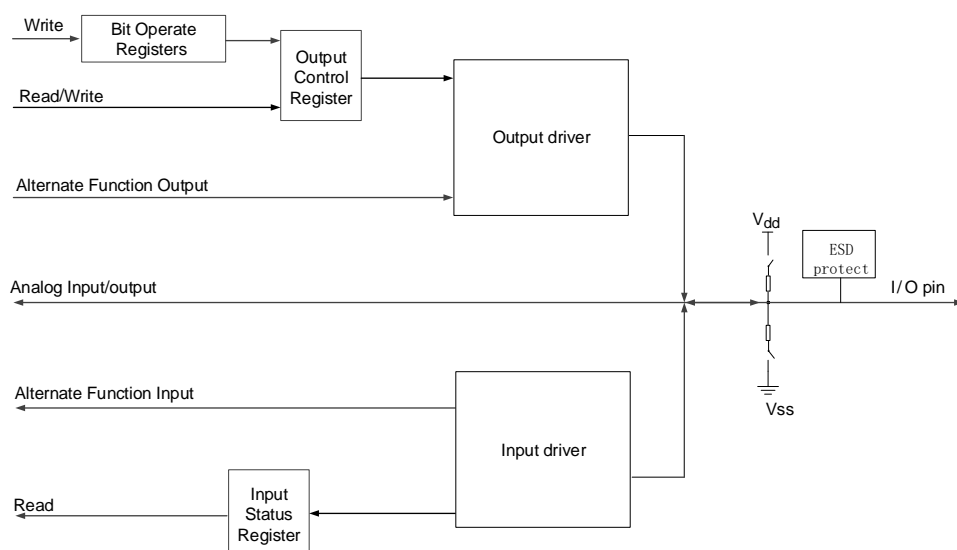 Write
Bit Operate
Registers
Output
Control
Register
Read/Write
Output driver
Alternate Function Output
Vdd
ESD
protect
Analog Input/output
I/O pin
Alternate Function Input
Vss
Input driver
Input
Status
Register
Read